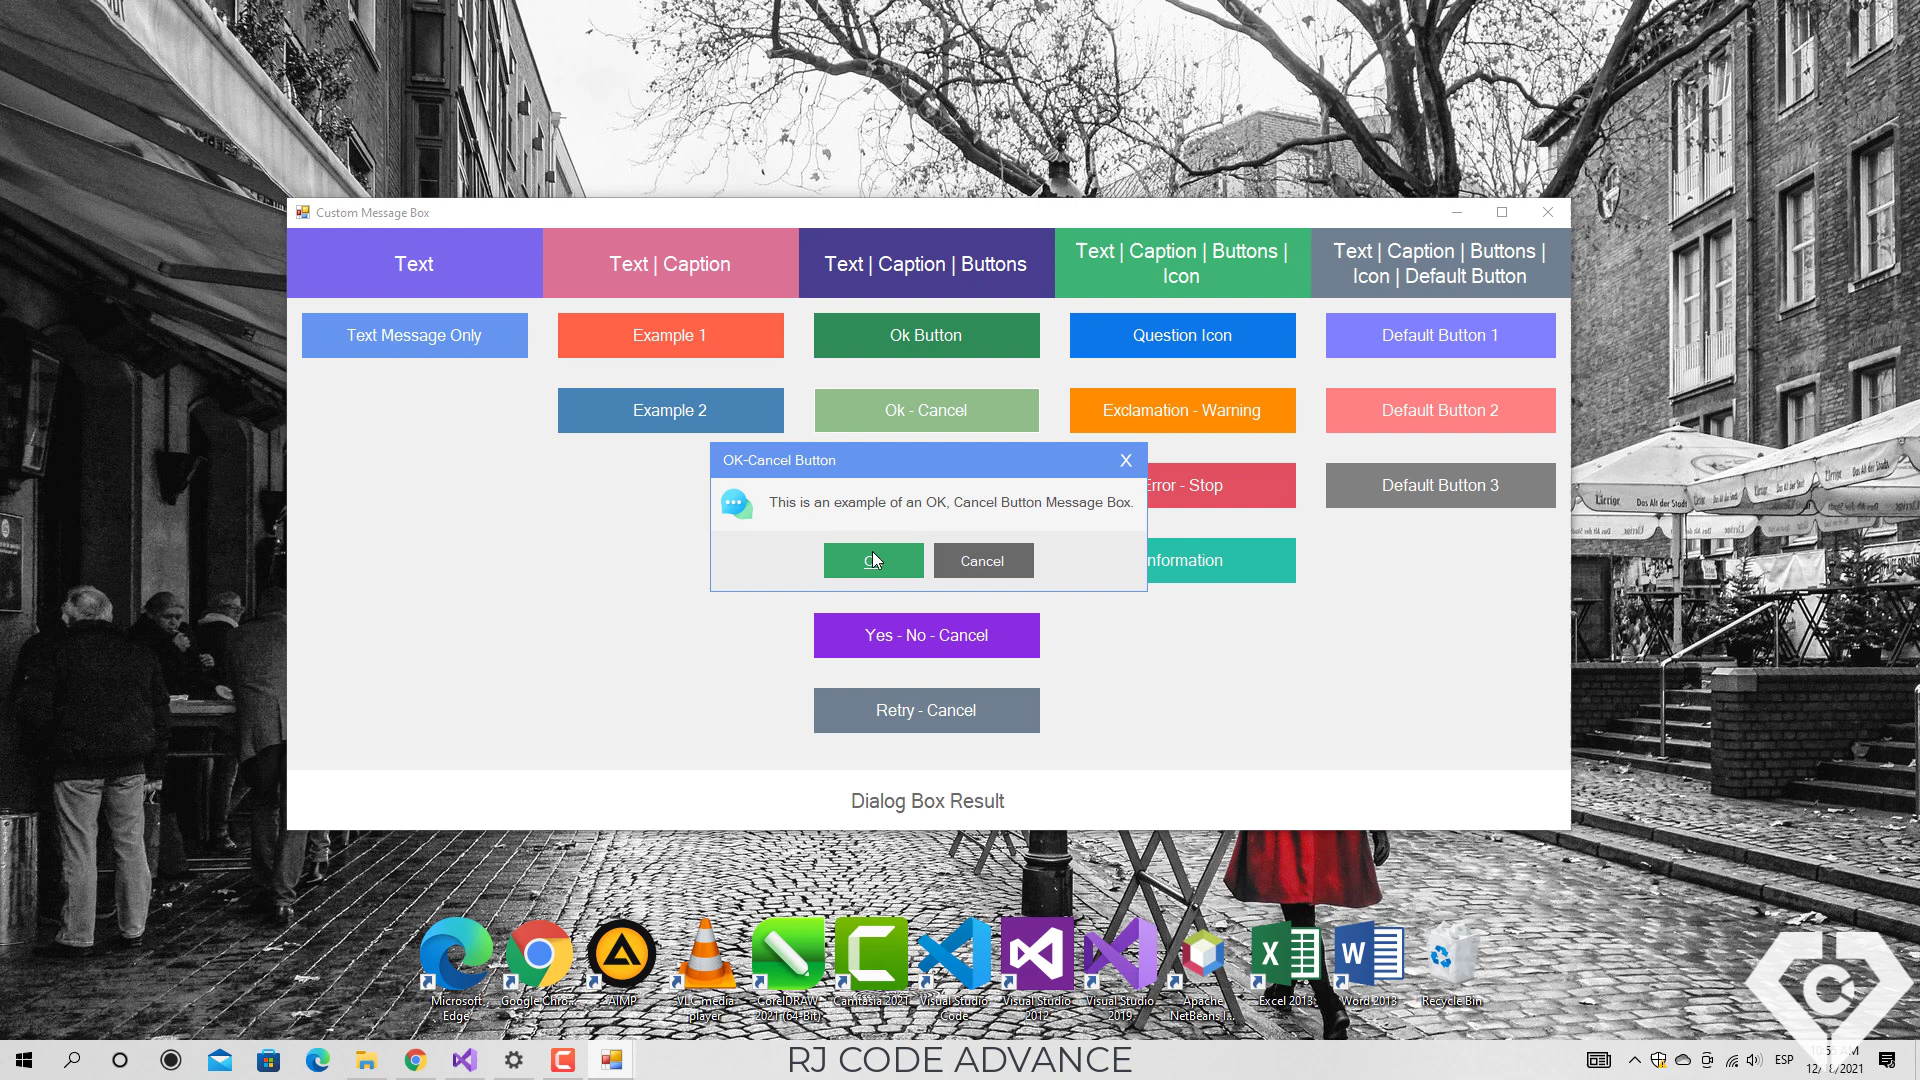 Custom Message Box
Text
Text | Caption
Text | Caption | Buttons
Text | Caption | Buttons |
Icon
Text | Caption | Buttons |
Icon | Default Button
Text Message Only
Example 1
Ok Button
Question Icon
Default Button 1
Example 2
Ok - Cancel
Exclamation - Warning
Default Button 2
OK-Cancel Button
X
Error - Stop
Default Button 3
This is an example of an OK, Cancel Button Message Box.
Cancel
nformation
Yes - No - Cancel
Retry - Cancel
Dialog Box Result
Microsoft
Edge
Google Chro...
AIMP
VLC media
player
CorelDRAW
2021 (64-Bit)
Camtasia 2021
Visual Studio
Code
Visual Studio
2012
Visual Studio
2019
Apache
NetBeans I...
Excel 2013
Word 2013
Recycle Bin
RJ CODE ADVANCE
ESP